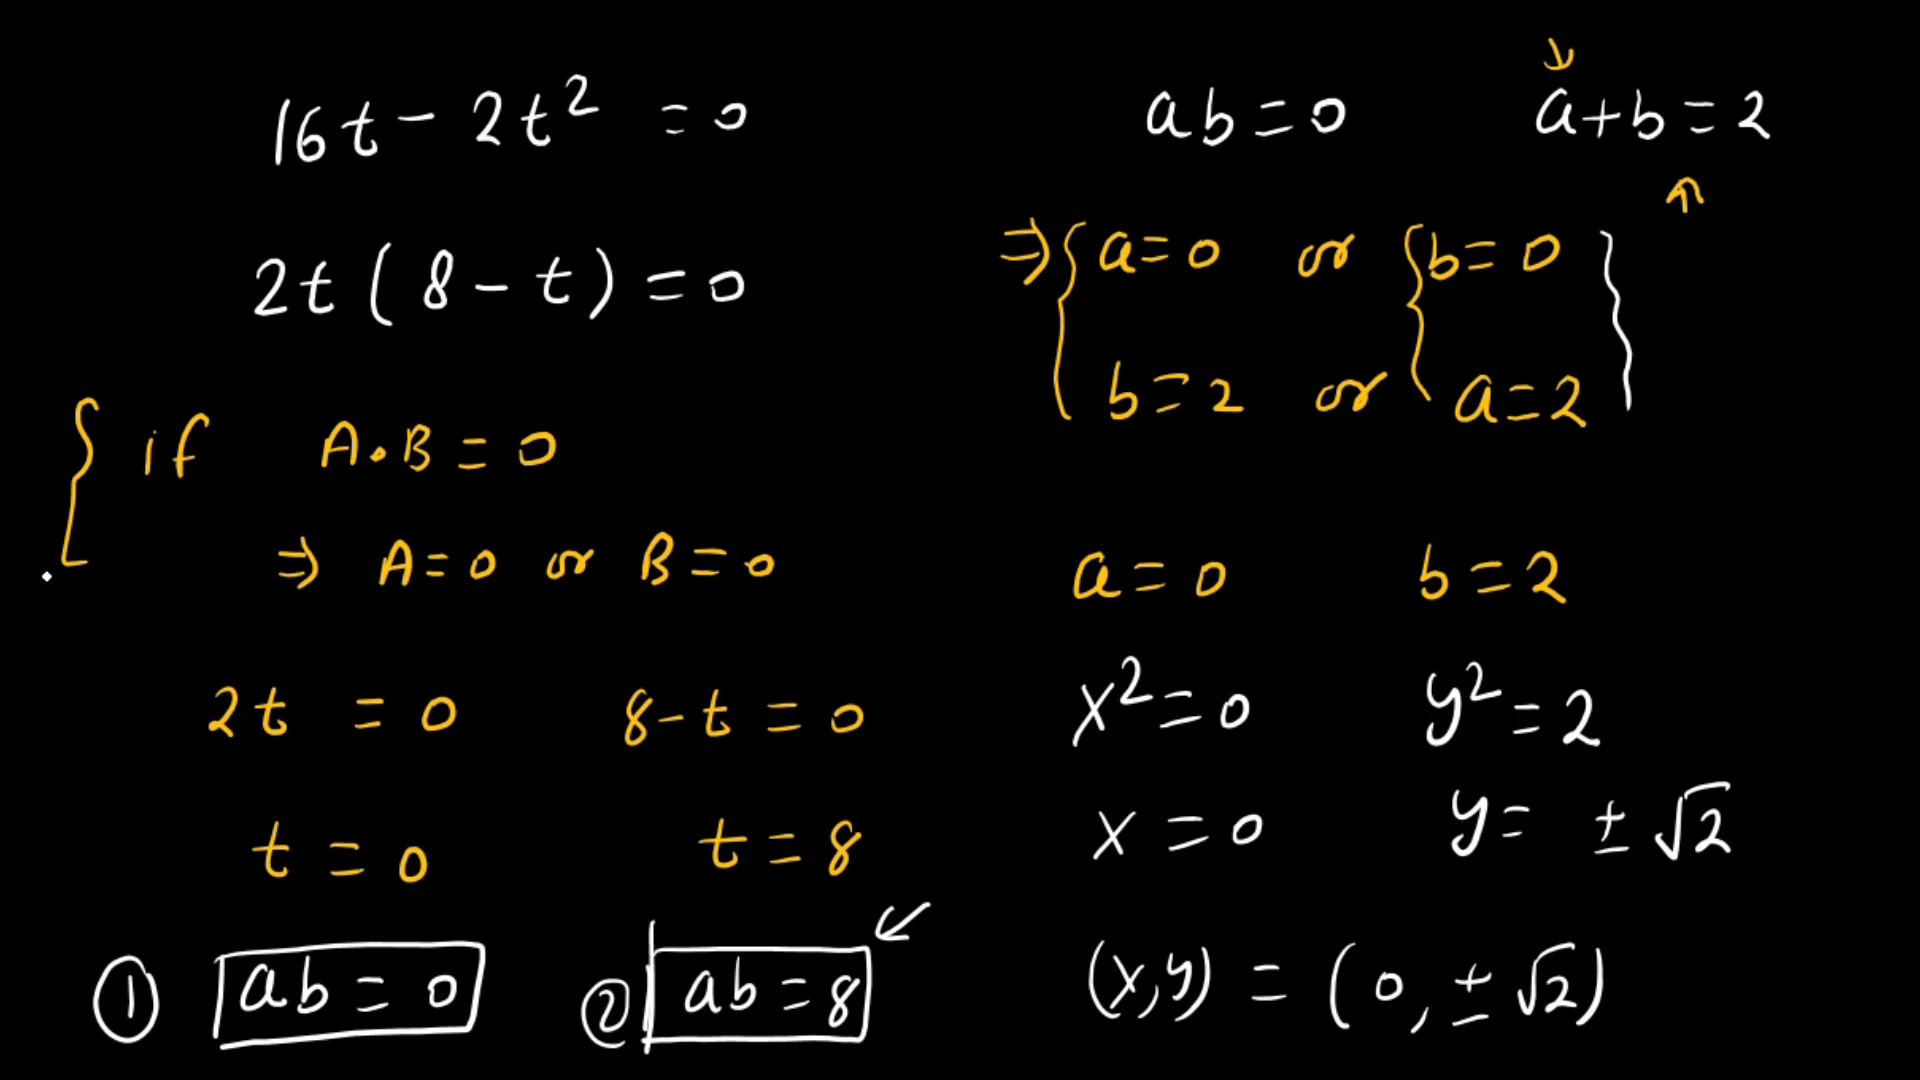 16t - 2t² = 0
2t(8 - t) = 0
{ if A·B = 0
⇒ A = 0 or B = 0
2t = 0 8 - t = 0
t = 0 t = 8
① ab = 0 ② ab = 8
ab = 0 a + b = 2
⇒ { a = 0 or { b = 0 }
b = 2 or a = 2
a = 0 b = 2
x² = 0 y² = 2
x = 0 y = ± √2
(x,y) = (0, ± √2)